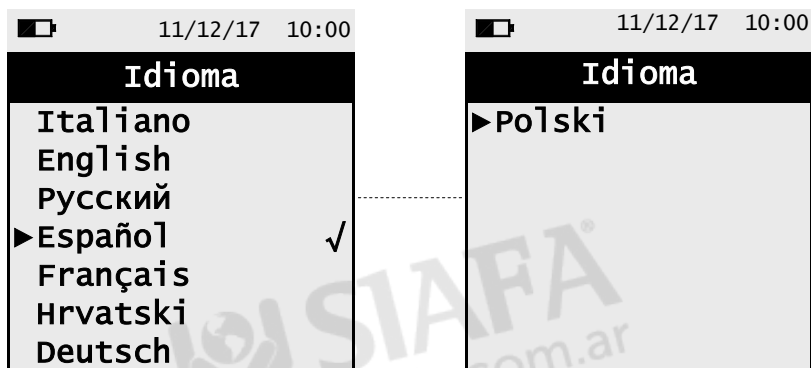 11/12/17 10:00
Idioma
Italiano
English
Русский
▶Español √
Français
Hrvatski
Deutsch
11/12/17 10:00
Idioma
▶Polski
SIAFA®
com.ar